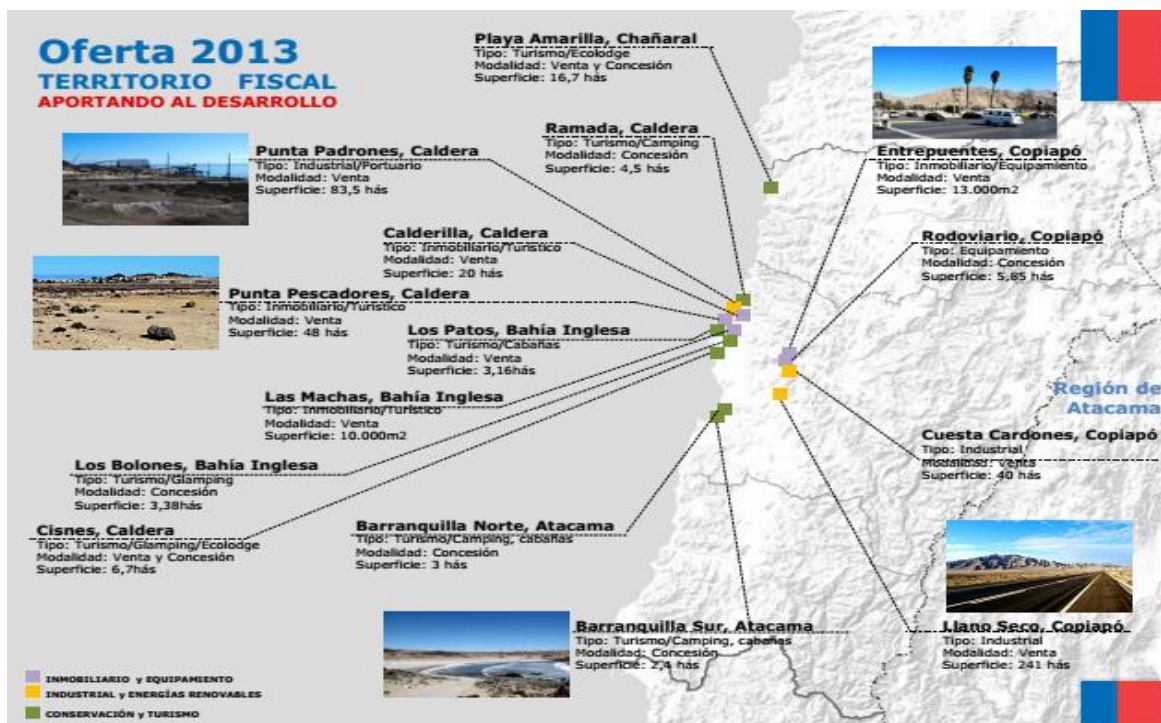 Oferta 2013
TERRITORIO FISCAL
APORTANDO AL DESARROLLO
Playa Amarilla, Chañaral
Tipo: Turismo/Ecolodge
Modalidad: Venta y Concesión
Superficie: 16,7 hás
Ramada, Caldera
Tipo: Turismo/Camping
Modalidad: Concesión
Superficie: 4,5 hás
Punta Padrones, Caldera
Tipo: Industrial/Portuario
Modalidad: Venta
Superficie: 83,5 hás
Entrepuentes, Copiapó
Tipo: Inmobiliario/Equipamiento
Modalidad: Venta
Superficie: 13.000m2
Calderilla, Caldera
Tipo: Inmobiliario/Turistico
Modalidad: Venta
Superficie: 20 hás
Rodoviario, Copiapó
Tipo: Equipamiento
Modalidad: Concesión
Superficie: 5,85 hás
Punta Pescadores, Caldera
Tipo: Inmobiliario/Turistico
Modalidad: Venta
Superficie: 48 hás
Los Patos, Bahía Inglesa
Tipo: Turismo/Cabañas
Modalidad: Venta
Superficie: 3,16hás
Las Machas, Bahía Inglesa
Tipo: Inmobiliario/Turistico
Modalidad: Venta
Superficie: 10.000m2
Región de
Atacama
Cuesta Cardones, Copiapó
Tipo: Industrial
Modalidad: Venta
Superficie: 40 hás
Los Bolones, Bahía Inglesa
Tipo: Turismo/Glamping
Modalidad: Concesión
Superficie: 3,38hás
Cisnes, Caldera
Tipo: Turismo/Glamping/Ecolodge
Modalidad: Venta y Concesión
Superficie: 6,7hás
Barranquilla Norte, Atacama
Tipo: Turismo/Camping, cabañas
Modalidad: Concesión
Superficie: 3 hás
Barranquilla Sur, Atacama
Tipo: Turismo/Camping, cabañas
Modalidad: Concesión
Superficie: 2,4 hás
Llano Seco, Copiapó
Tipo: Industrial
Modalidad: Venta
Superficie: 241 hás
INMOBILIARIO y EQUIPAMIENTO
INDUSTRIAL y ENERGÍAS RENOVABLES
CONSERVACIÓN y TURISMO